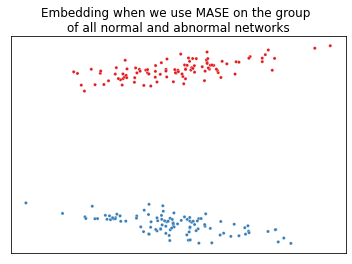 Embedding when we use MASE on the group
of all normal and abnormal networks